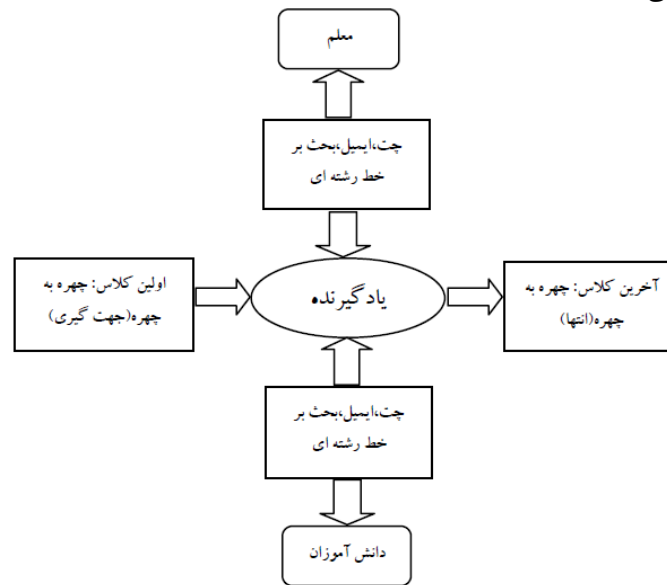 معلم
چت،ایمیل،بحث بر
خط رشته ای
اولین کلاس: چهره به
چهره(جهت گیری)
یادگیرنده
آخرین کلاس: چهره به
چهره(انتها)
چت،ایمیل،بحث بر
خط رشته ای
دانش آموزان